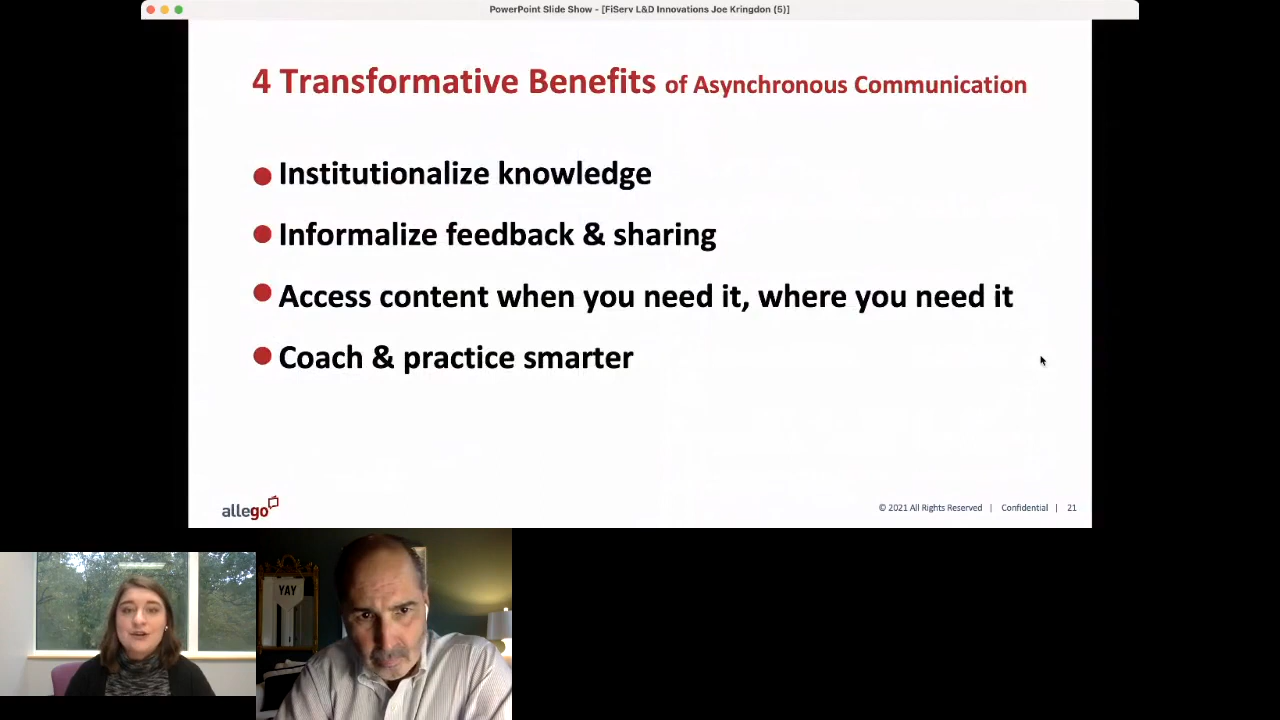 PowerPoint Slide Show - [FiServ L&D Innovations Joe Kringdon (5)]
4 Transformative Benefits of Asynchronous Communication
Institutionalize knowledge
Informalize feedback & sharing
Access content when you need it, where you need it
Coach & practice smarter
allego
© 2021 All Rights Reserved | Confidential | 21
YAY